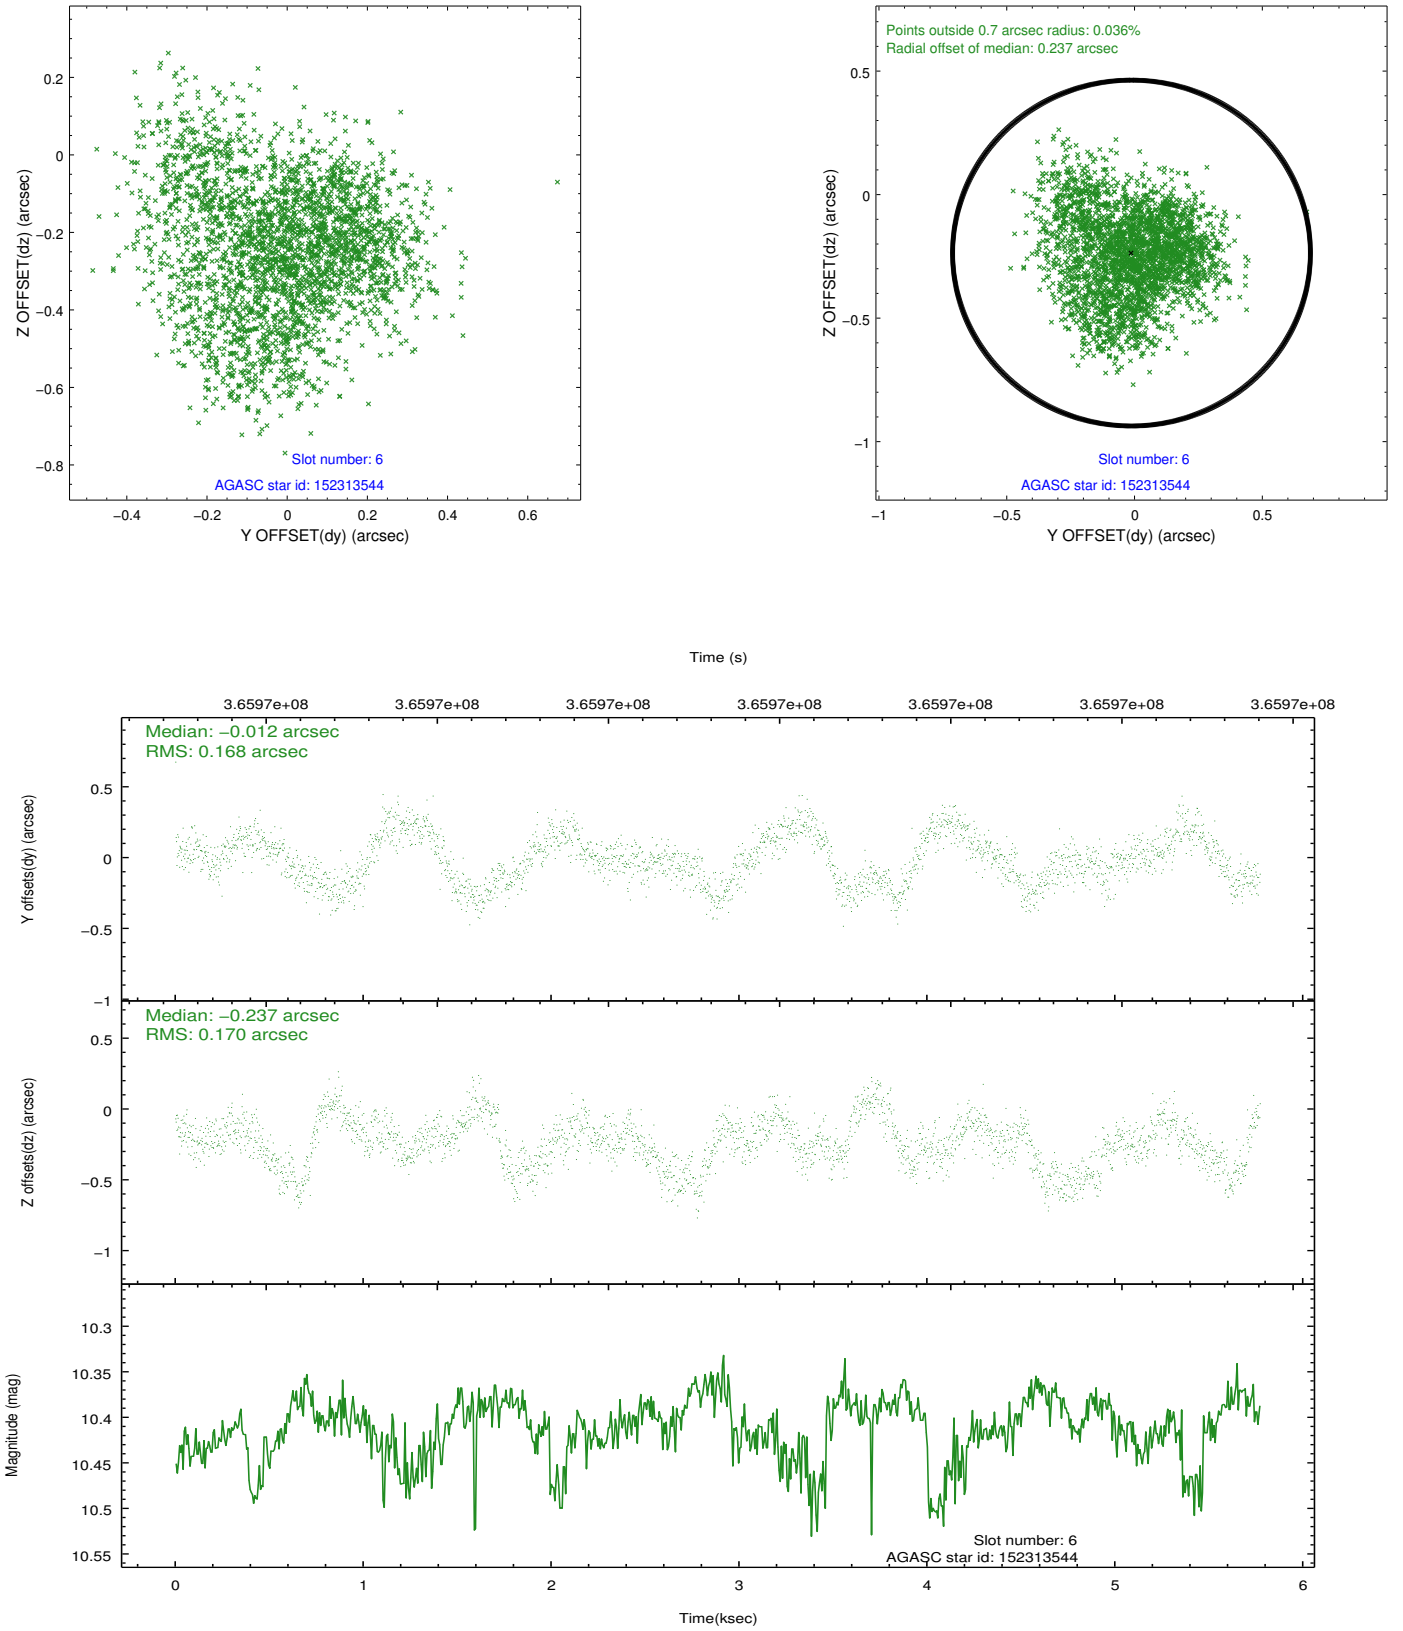 0.2
0
−0.2
−0.4
−0.6
−0.8
Z OFFSET(dz) (arcsec)
Slot number: 6
AGASC star id: 152313544
−0.4 −0.2 0 0.2 0.4 0.6
Y OFFSET(dy) (arcsec)
Points outside 0.7 arcsec radius: 0.036%
Radial offset of median: 0.237 arcsec
0.5
0
−0.5
−1
Z OFFSET(dz) (arcsec)
Slot number: 6
AGASC star id: 152313544
−1 −0.5 0 0.5
Y OFFSET(dy) (arcsec)
Time (s)
3.6597e+08 3.6597e+08 3.6597e+08 3.6597e+08 3.6597e+08 3.6597e+08 3.6597e+08
Median: −0.012 arcsec
RMS: 0.168 arcsec
0.5
0
−0.5
−1
Y offsets(dy) (arcsec)
Median: −0.237 arcsec
RMS: 0.170 arcsec
0.5
0
−0.5
−1
Z offsets(dz) (arcsec)
10.3
10.35
10.4
10.45
10.5
10.55
Magnitude (mag)
Slot number: 6
AGASC star id: 152313544
0 1 2 3 4 5 6
Time(ksec)